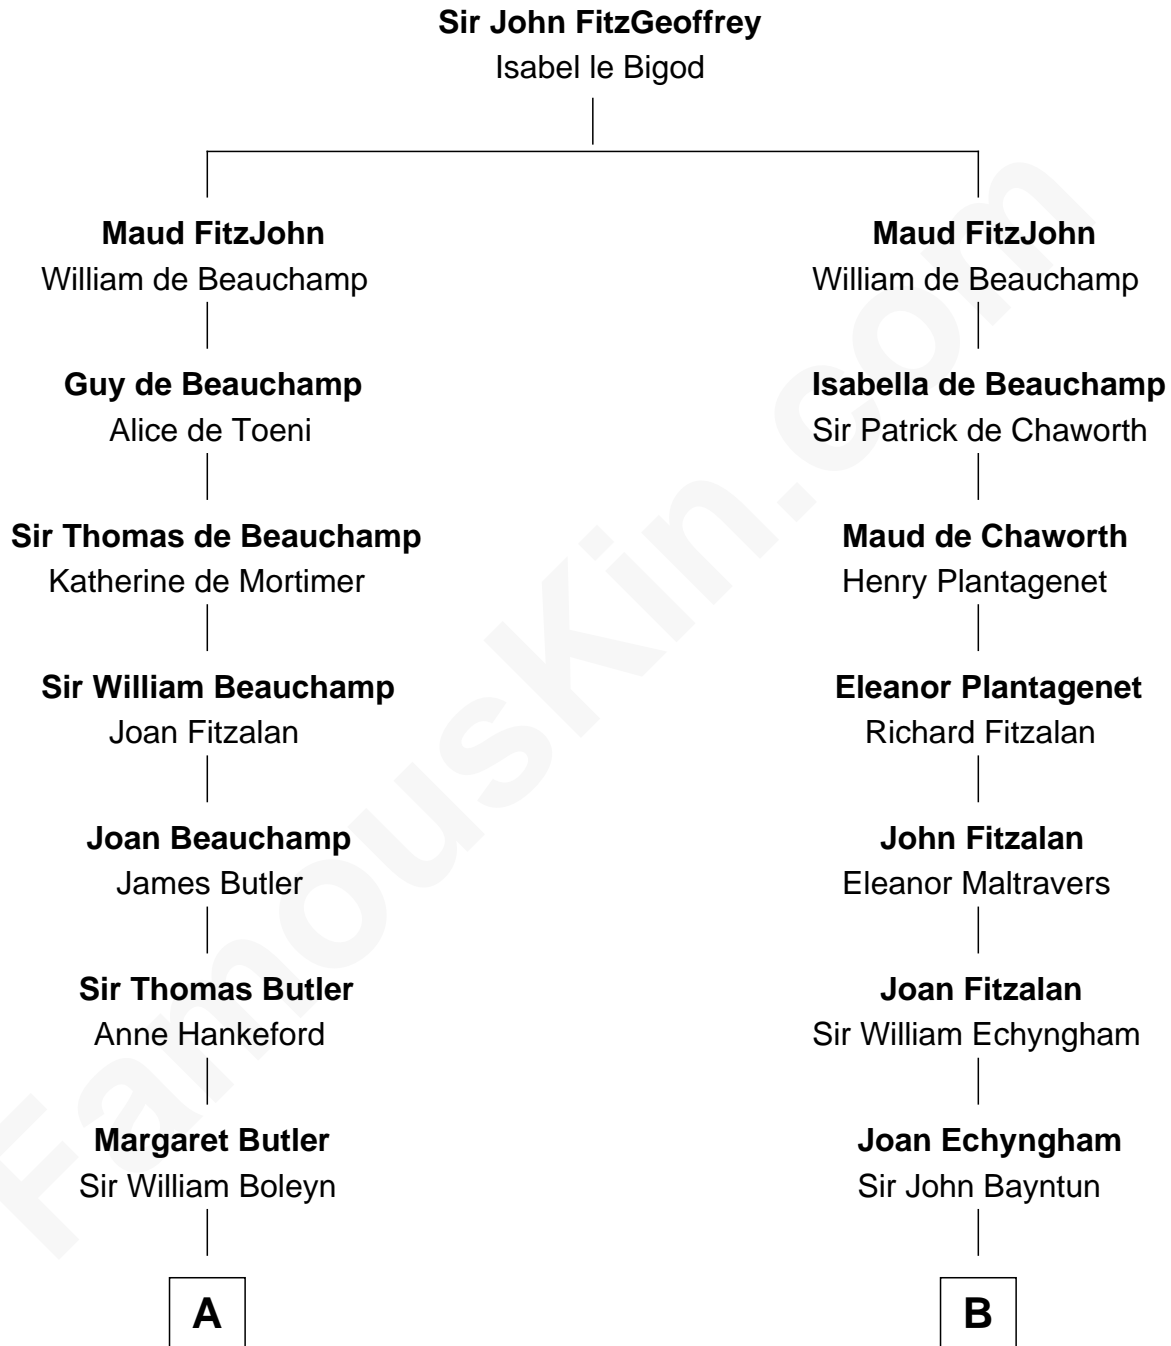 Sir John FitzGeoffrey
Isabel le Bigod
Maud FitzJohn
William de Beauchamp
Maud FitzJohn
William de Beauchamp
Guy de Beauchamp
Alice de Toeni
Isabella de Beauchamp
Sir Patrick de Chaworth
Sir Thomas de Beauchamp
Katherine de Mortimer
Maud de Chaworth
Henry Plantagenet
Sir William Beauchamp
Joan Fitzalan
Eleanor Plantagenet
Richard Fitzalan
Joan Beauchamp
James Butler
John Fitzalan
Eleanor Maltravers
Sir Thomas Butler
Anne Hankeford
Joan Fitzalan
Sir William Echyngham
Margaret Butler
Sir William Boleyn
Joan Echyngham
Sir John Bayntun
A
B
FamousKin.com